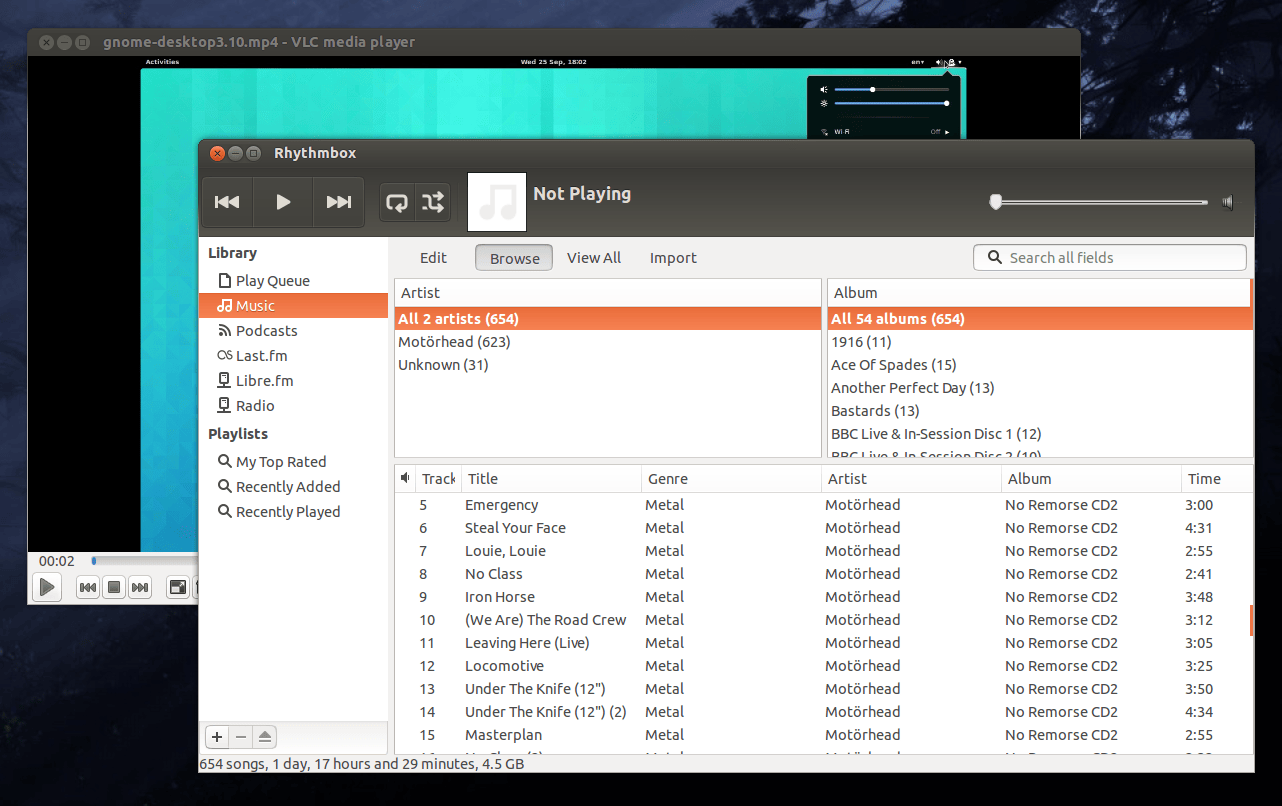 gnome-desktop3.10.mp4 - VLC media player
Activities Wed 25 Sep, 18:02 en
Wi-Fi Off
Rhythmbox
Not Playing
Library
Play Queue
Music
Podcasts
Last.fm
Libre.fm
Radio
Playlists
My Top Rated
Recently Added
Recently Played
Edit Browse View All Import Search all fields
Artist Album
All 2 artists (654) All 54 albums (654)
Motörhead (623) 1916 (11)
Unknown (31) Ace Of Spades (15)
Another Perfect Day (13)
Bastards (13)
BBC Live & In-Session Disc 1 (12)
BBC Live & In-Session Disc 2 (10)
Track Title Genre Artist Album Time
5 Emergency Metal Motörhead No Remorse CD2 3:00
6 Steal Your Face Metal Motörhead No Remorse CD2 4:31
7 Louie, Louie Metal Motörhead No Remorse CD2 2:55
8 No Class Metal Motörhead No Remorse CD2 2:41
9 Iron Horse Metal Motörhead No Remorse CD2 3:48
10 (We Are) The Road Crew Metal Motörhead No Remorse CD2 3:12
11 Leaving Here (Live) Metal Motörhead No Remorse CD2 3:05
12 Locomotive Metal Motörhead No Remorse CD2 3:25
13 Under The Knife (12") Metal Motörhead No Remorse CD2 3:50
14 Under The Knife (12") (2) Metal Motörhead No Remorse CD2 4:34
15 Masterplan Metal Motörhead No Remorse CD2 2:55
00:02
654 songs, 1 day, 17 hours and 29 minutes, 4.5 GB